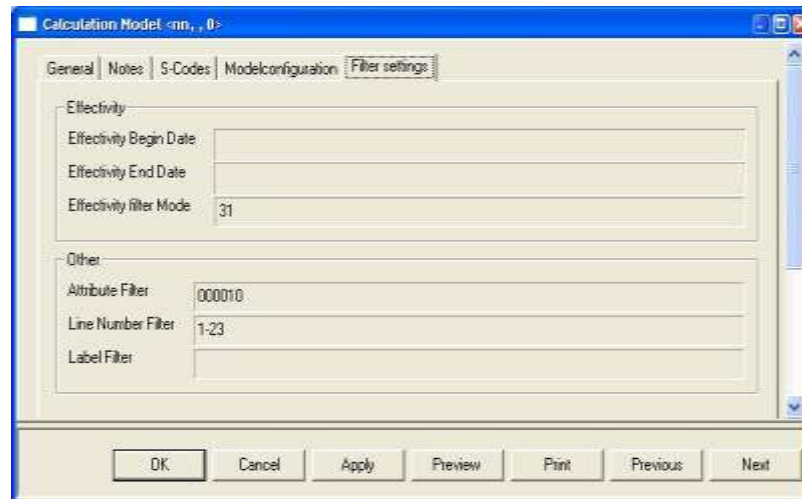 Calculation Model <nn, , 0>
General Notes S-Codes Modelconfiguration Filter settings
Effectivity
Effectivity Begin Date
Effectivity End Date
Effectivity filter Mode 31
Other
Attribute Filter 000010
Line Number Filter 1-23
Label Filter
OK Cancel Apply Preview Print Previous Next